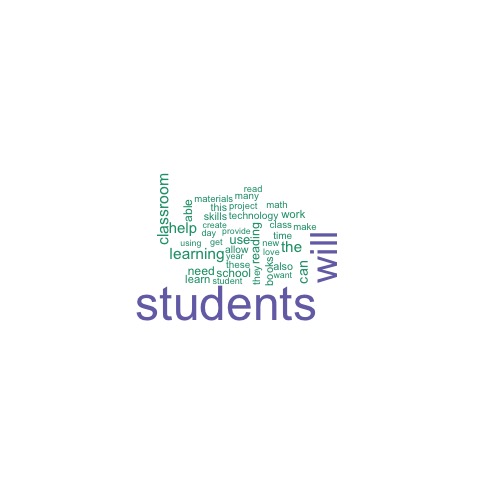 read
materials many
classroom able this project math
skills technology work
help create provide class make
day use reading time
using get new the will
learning allow year love
these books also can
need school they want
learn student
students